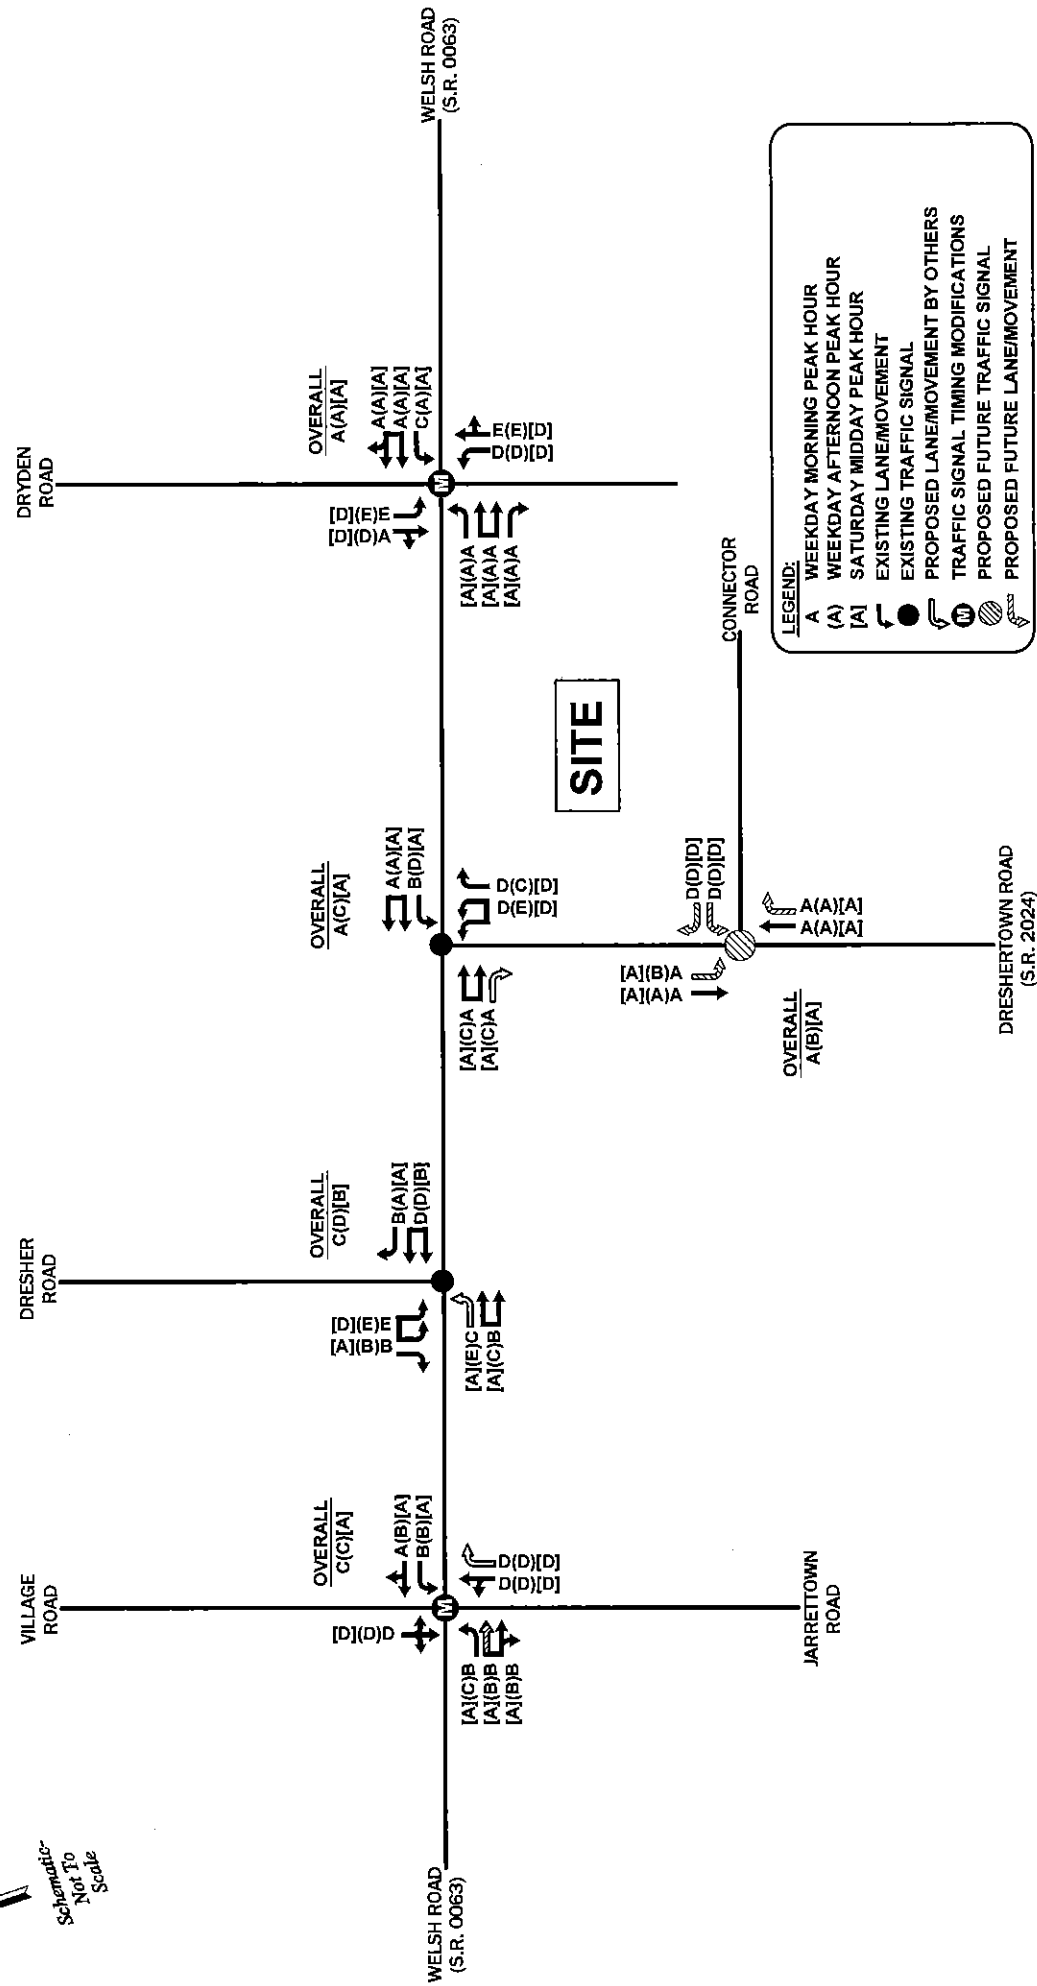 Schematic-
Not To
Scale
VILLAGE
ROAD
DRESHER
ROAD
DRYDEN
ROAD
OVERALL
C(C)[A]
A(B)[A]
B(B)[A]
[D](D)D
D(D)[D]
D(D)[D]
[A](C)B
[A](B)B
[A](B)B
JARRETTOWN
ROAD
WELSH ROAD
(S.R. 0063)
OVERALL
C(D)[B]
B(A)[A]
D(D)[B]
[D](E)E
[A](B)B
[A](E)C
[A](C)B
OVERALL
A(C)[A]
A(A)[A]
B(D)[A]
D(C)[D]
D(E)[D]
[A](C)A
[A](C)A
OVERALL
A(A)[A]
A(A)[A]
A(A)[A]
C(A)[A]
[D](E)E
[D](D)A
E(E)[D]
D(D)[D]
[A](A)A
[A](A)A
[A](A)A
WELSH ROAD
(S.R. 0063)
SITE
D(D)[D]
D(D)[D]
[A](B)A
[A](A)A
A(A)[A]
A(A)[A]
OVERALL
A(B)[A]
CONNECTOR
ROAD
DRESHERTOWN ROAD
(S.R. 2024)
LEGEND:
A WEEKDAY MORNING PEAK HOUR
(A) WEEKDAY AFTERNOON PEAK HOUR
[A] SATURDAY MIDDAY PEAK HOUR
EXISTING LANE/MOVEMENT
EXISTING TRAFFIC SIGNAL
PROPOSED LANE/MOVEMENT BY OTHERS
M TRAFFIC SIGNAL TIMING MODIFICATIONS
PROPOSED FUTURE TRAFFIC SIGNAL
PROPOSED FUTURE LANE/MOVEMENT
M
M